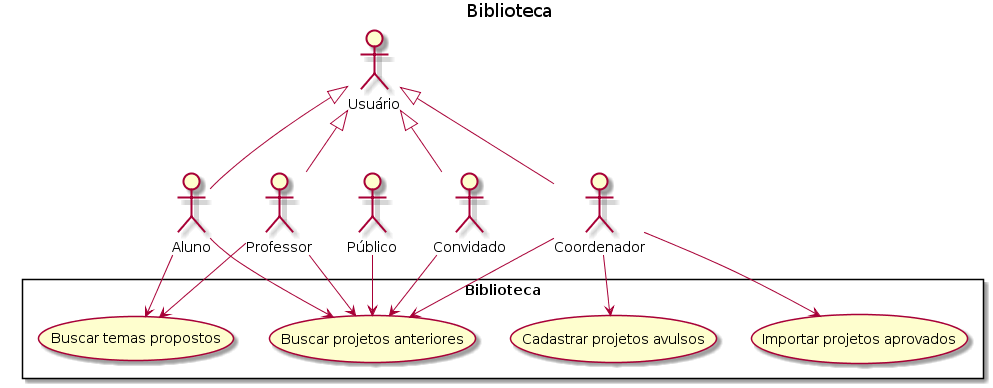 Biblioteca
Usuário
Aluno
Professor
Público
Convidado
Coordenador
Biblioteca
Buscar temas propostos
Buscar projetos anteriores
Cadastrar projetos avulsos
Importar projetos aprovados